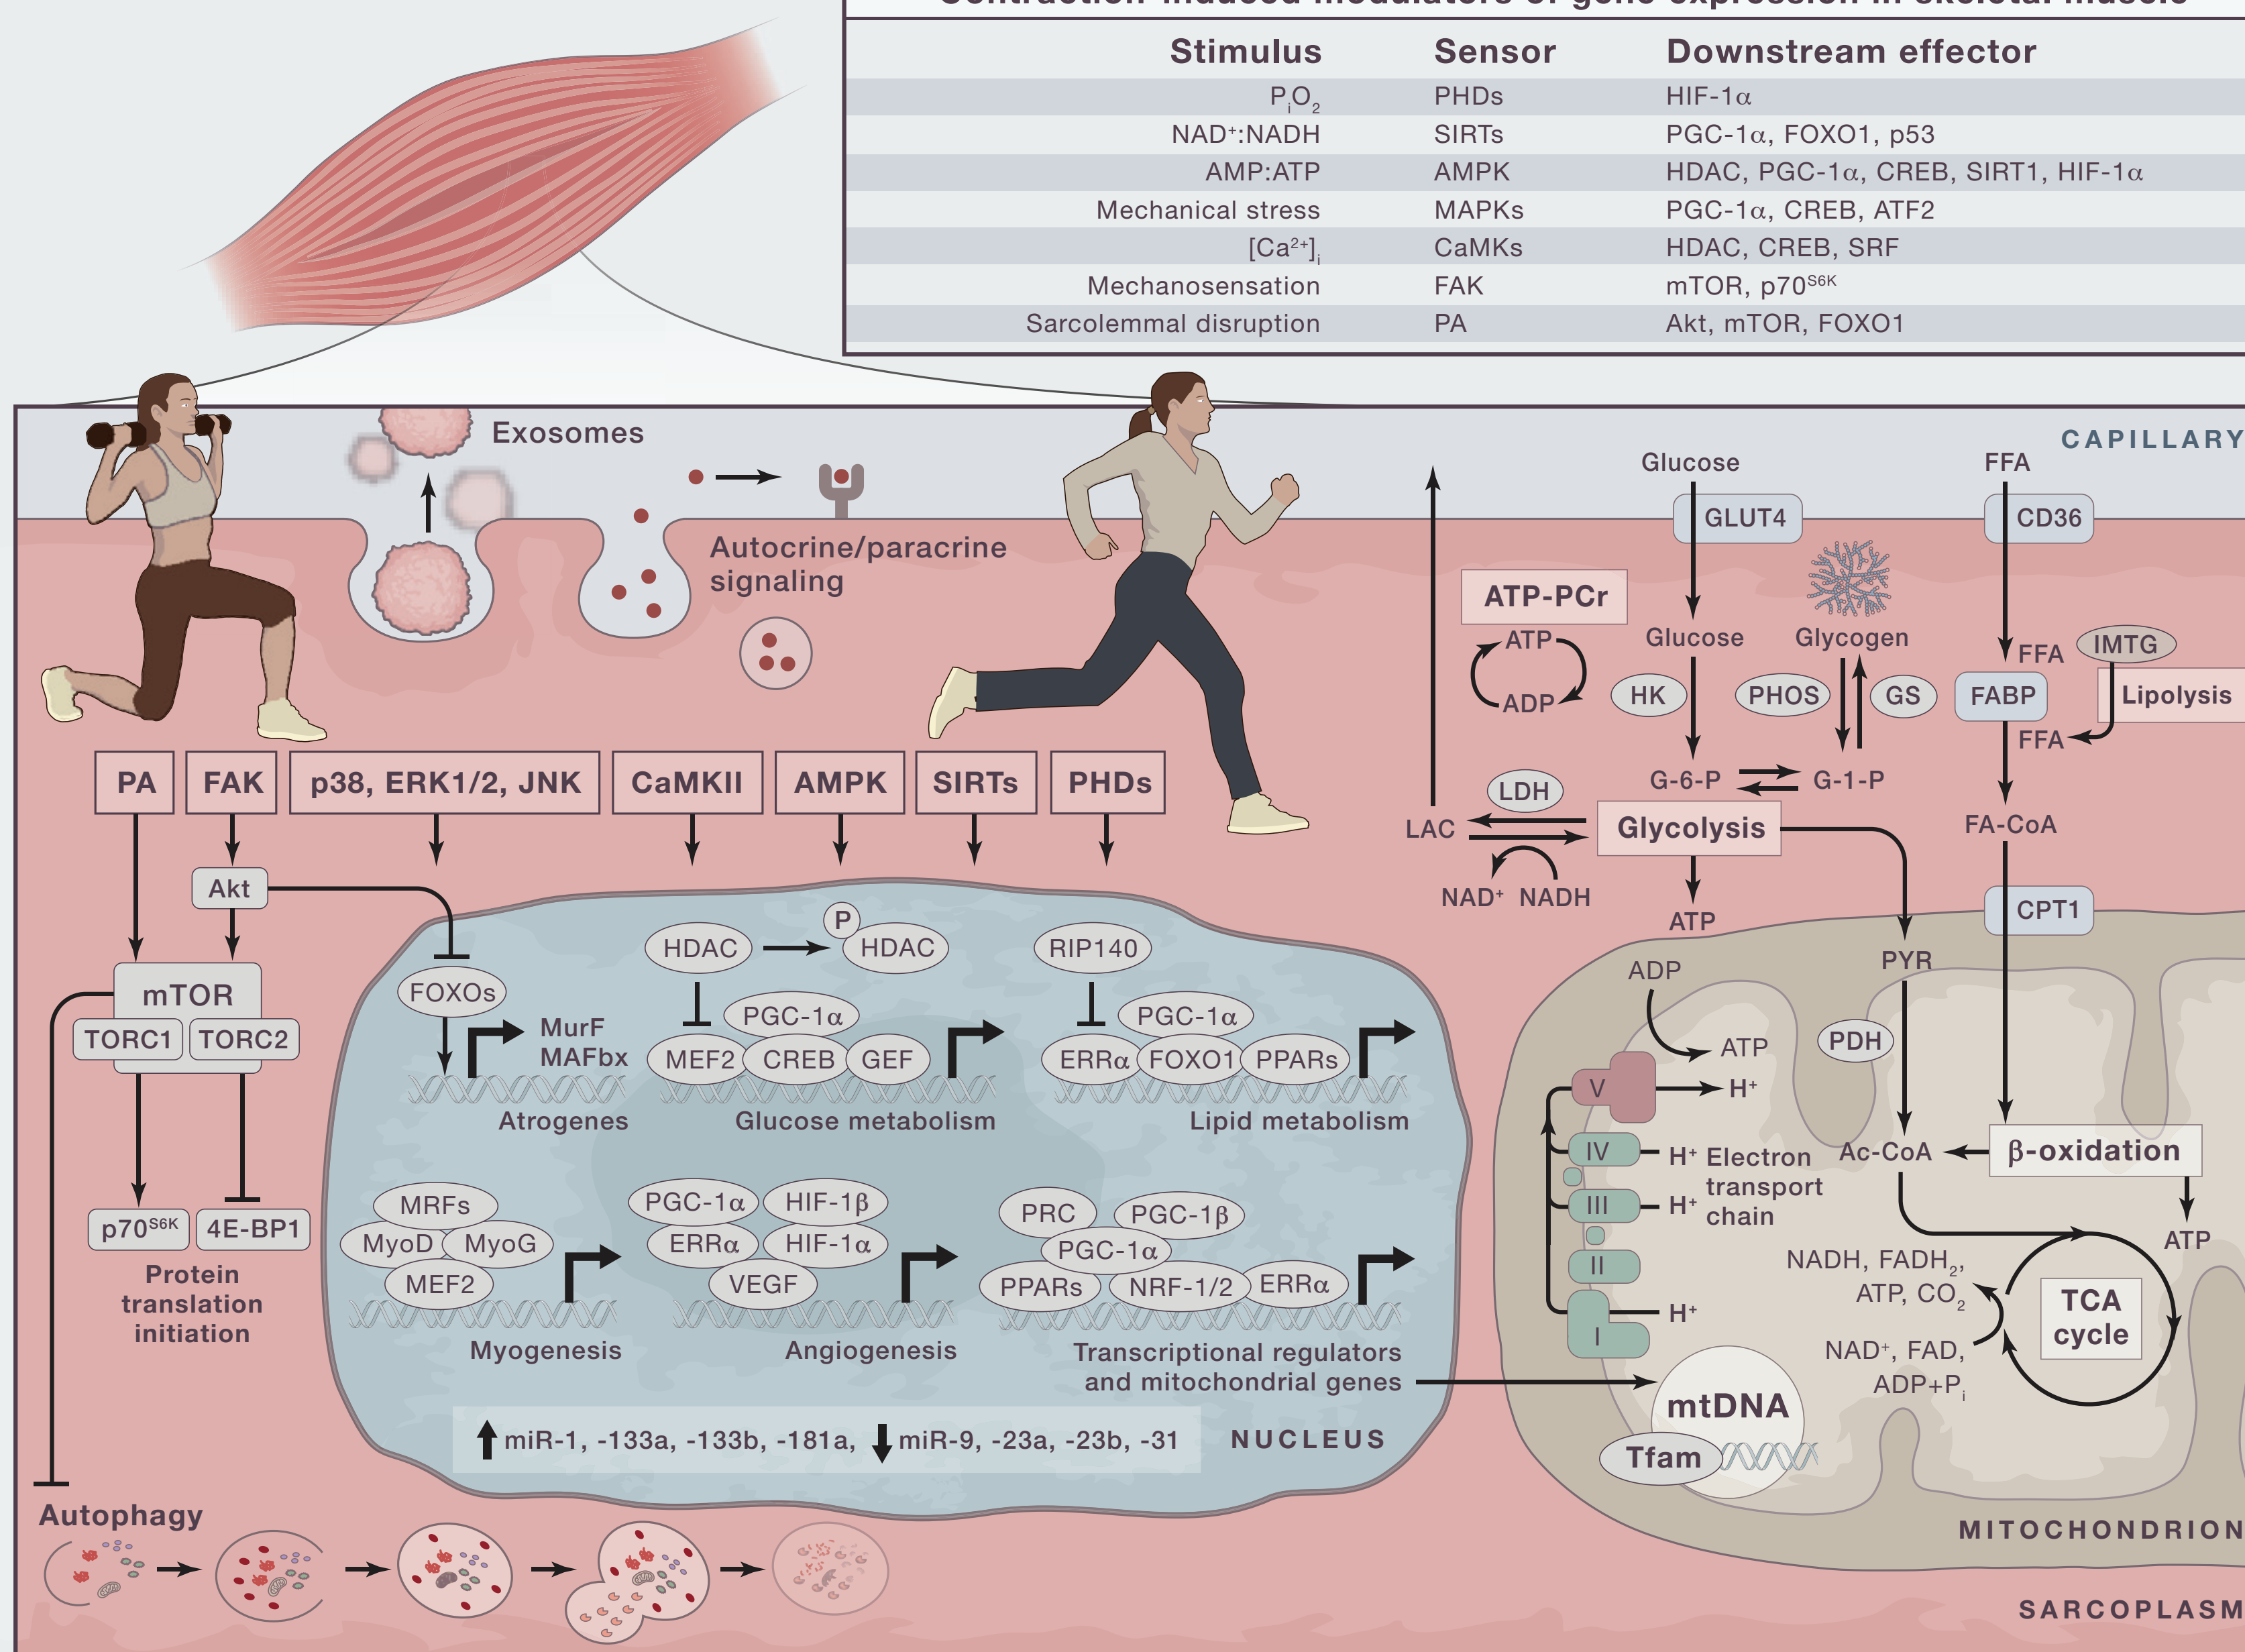 Contraction-induced modulators of gene expression in skeletal muscle
Stimulus Sensor Downstream effector
PᵢO₂ PHDs HIF-1α
NAD⁺:NADH SIRTs PGC-1α, FOXO1, p53
AMP:ATP AMPK HDAC, PGC-1α, CREB, SIRT1, HIF-1α
Mechanical stress MAPKs PGC-1α, CREB, ATF2
[Ca²⁺]ᵢ CaMKs HDAC, CREB, SRF
Mechanosensation FAK mTOR, p70ˢ⁶ᴷ
Sarcolemmal disruption PA Akt, mTOR, FOXO1
Exosomes
Autocrine/paracrine
signaling
CAPILLARY
Glucose
FFA
GLUT4
CD36
ATP-PCr
ATP
ADP
Glucose
Glycogen
FFA
IMTG
HK
PHOS
GS
FABP
Lipolysis
FFA
G-6-P
G-1-P
LDH
LAC
Glycolysis
FA-CoA
NAD⁺ NADH
ATP
CPT1
PA
FAK
p38, ERK1/2, JNK
CaMKII
AMPK
SIRTs
PHDs
Akt
mTOR
TORC1
TORC2
p70ˢ⁶ᴷ
4E-BP1
Protein
translation
initiation
FOXOs
MurF
MAFbx
Atrogenes
HDAC
P
HDAC
PGC-1α
MEF2
CREB
GEF
Glucose metabolism
RIP140
PGC-1α
ERRα
FOXO1
PPARs
Lipid metabolism
MRFs
MyoD
MyoG
MEF2
Myogenesis
PGC-1α
HIF-1β
ERRα
HIF-1α
VEGF
Angiogenesis
PRC
PGC-1β
PGC-1α
PPARs
NRF-1/2
ERRα
Transcriptional regulators
and mitochondrial genes
miR-1, -133a, -133b, -181a, miR-9, -23a, -23b, -31
NUCLEUS
ADP
PYR
ATP
PDH
V
H⁺
IV
H⁺
Electron
transport
chain
III
H⁺
II
I
H⁺
Ac-CoA
β-oxidation
ATP
NADH, FADH₂,
ATP, CO₂
TCA
cycle
NAD⁺, FAD,
ADP+Pᵢ
mtDNA
Tfam
MITOCHONDRION
Autophagy
SARCOPLASM